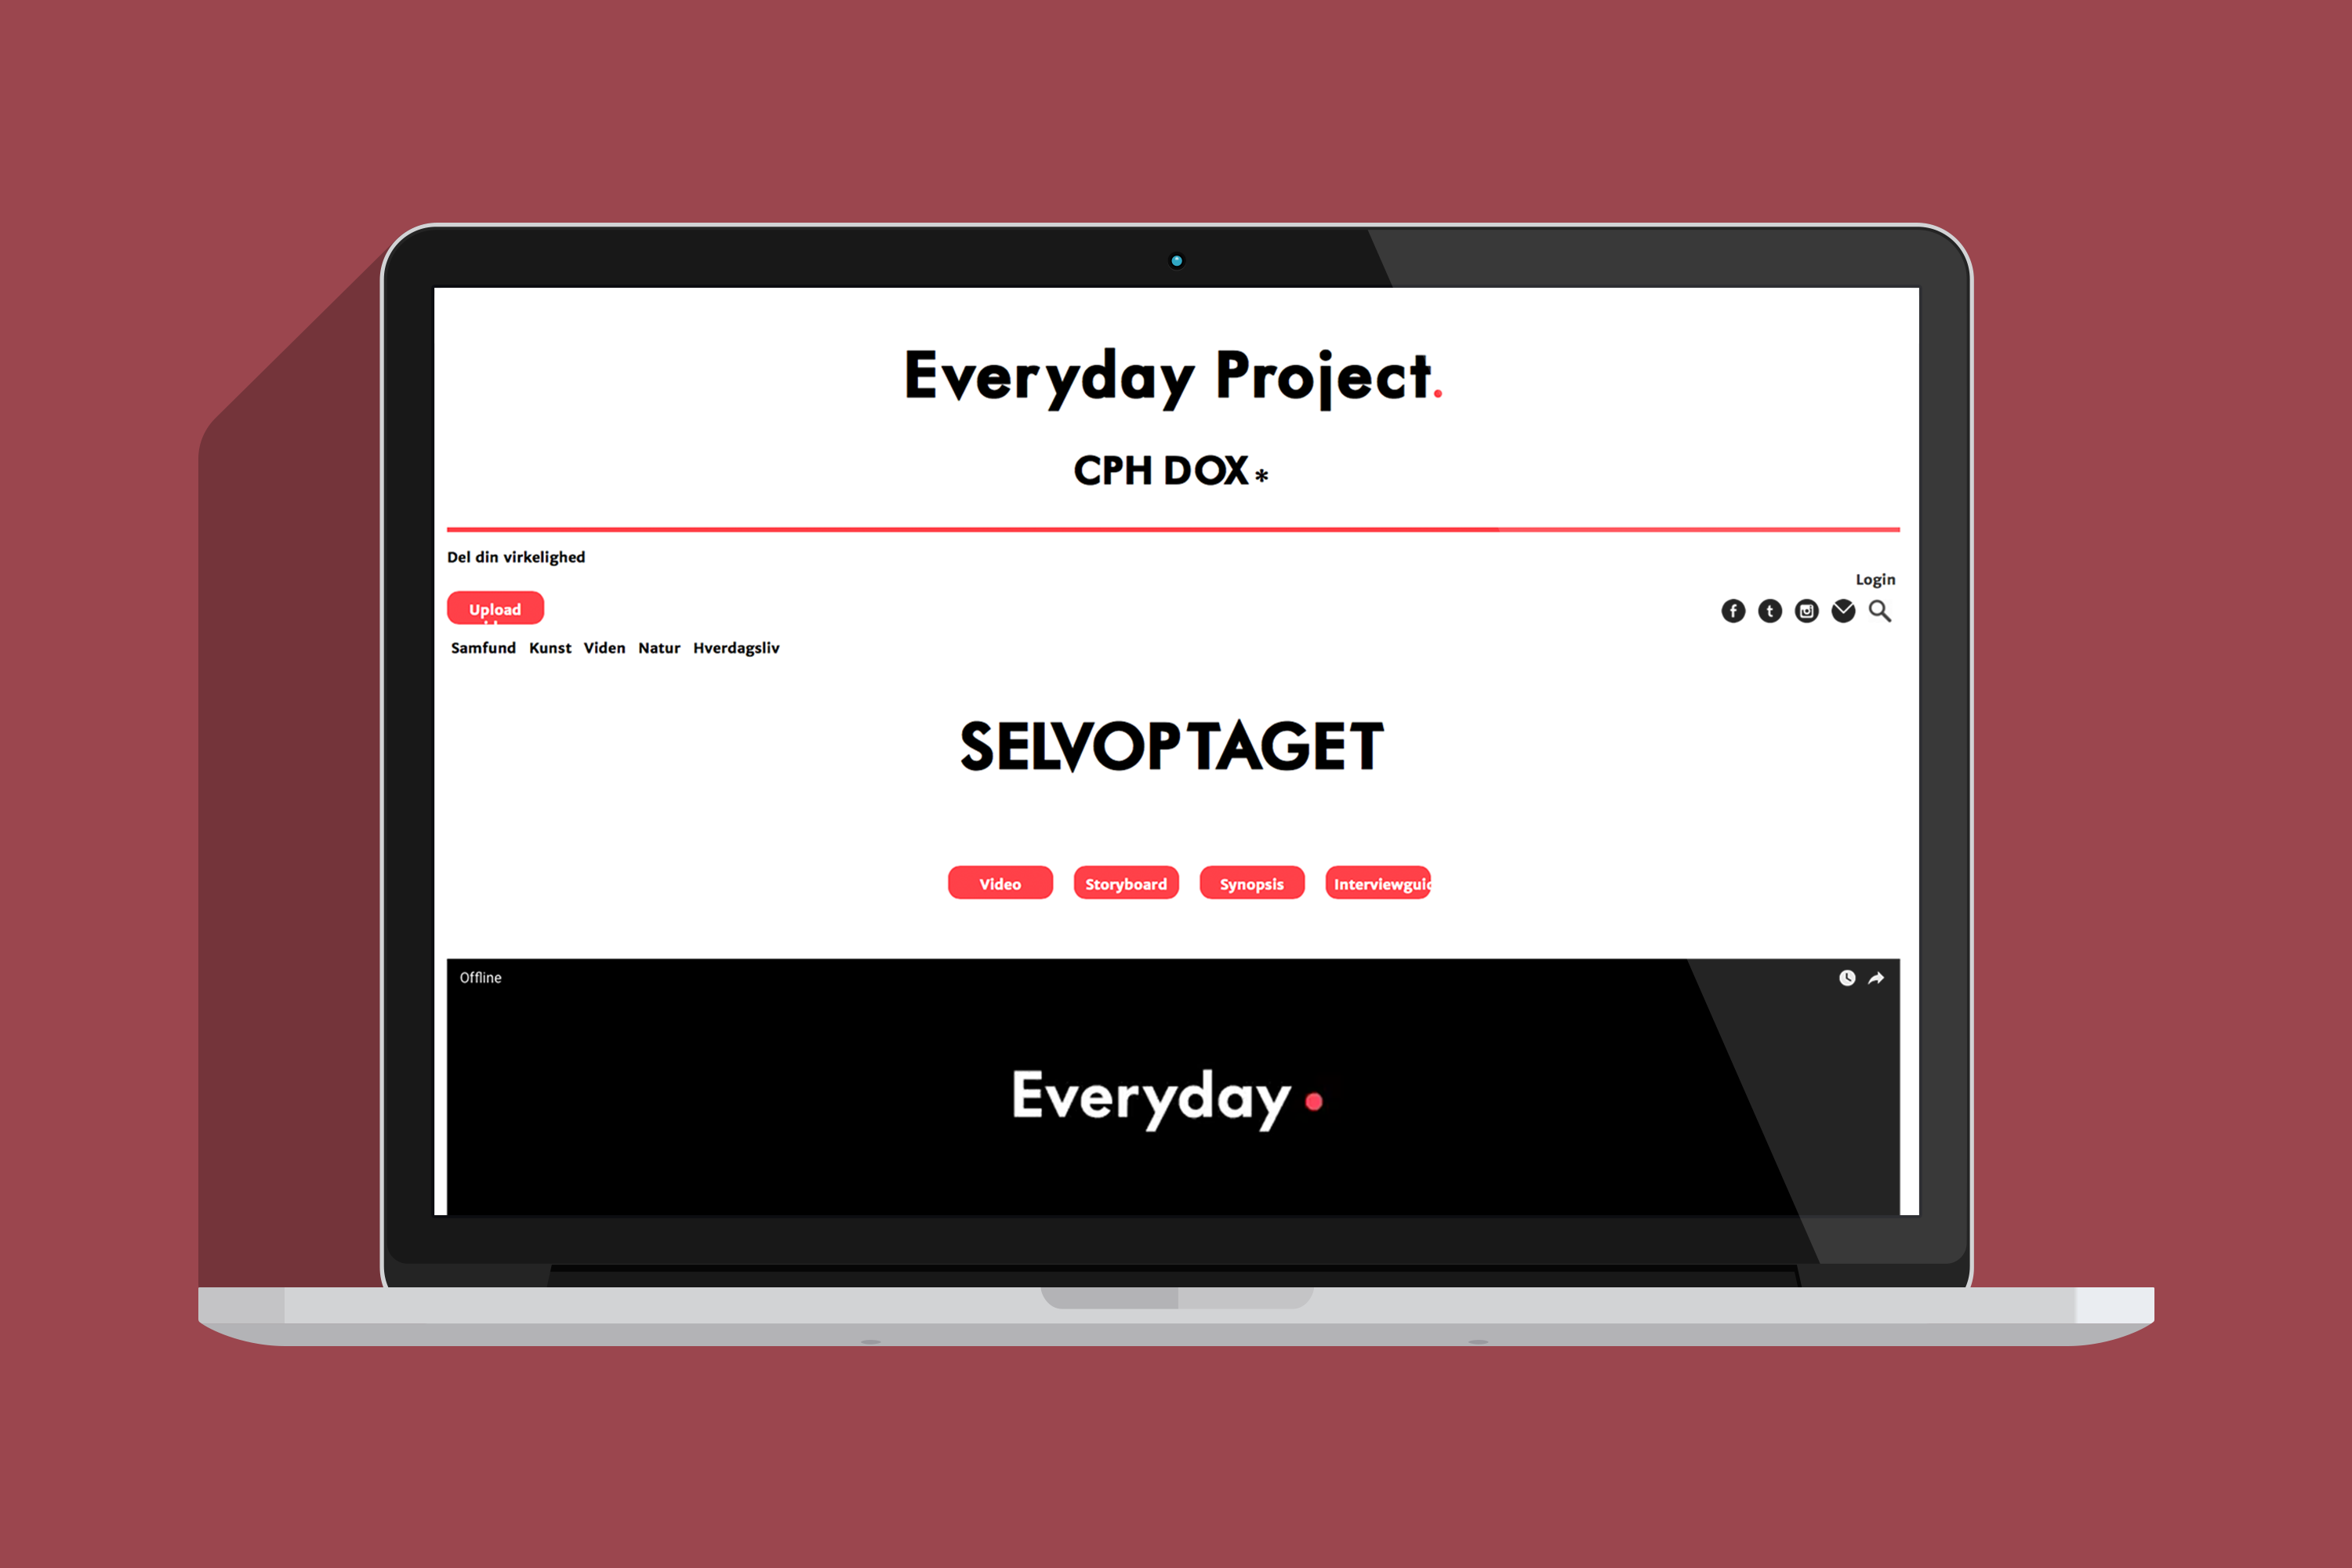 Everyday Project.
CPH DOX*
Del din virkelighed
Login
Upload
Samfund Kunst Viden Natur Hverdagsliv
SELVOPTAGET
Video Storyboard Synopsis Interviewguid
Offline
Everyday